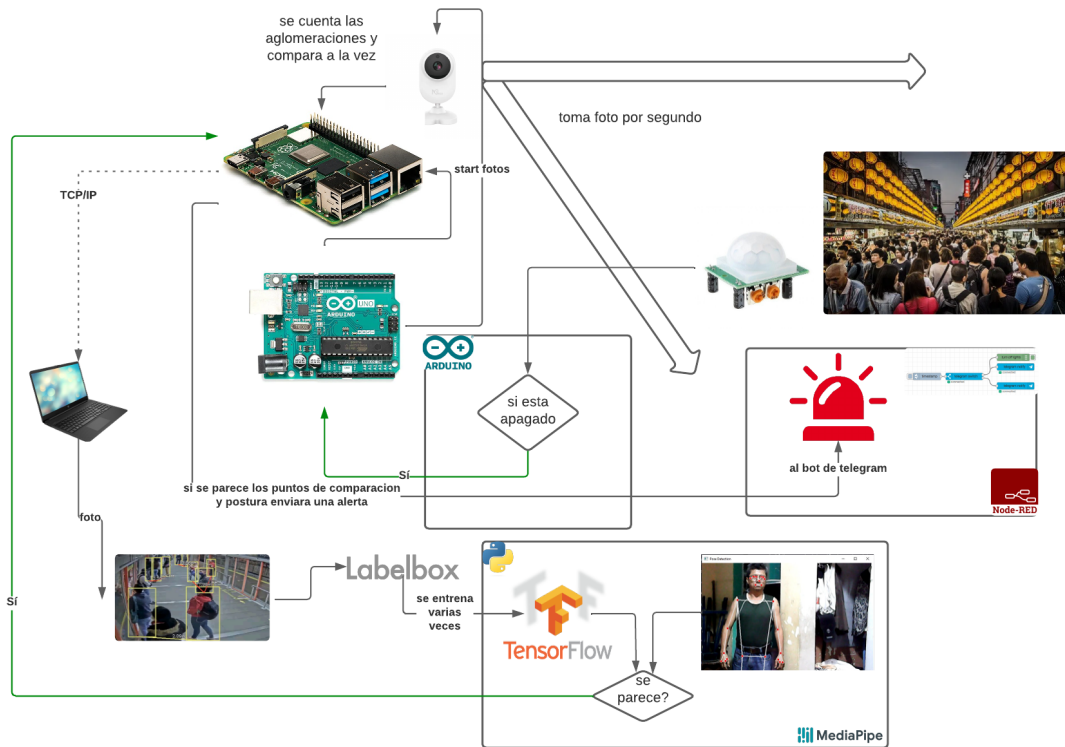 se cuenta las
aglomeraciones y
compara a la vez
toma foto por segundo
TCP/IP
start fotos
ARDUINO
UNO
ARDUINO
si esta
apagado
Sí
al bot de telegram
Node-RED
si se parece los puntos de comparacion
y postura enviara una alerta
foto
Sí
Labelbox
se entrena
varias
veces
TensorFlow
se
parece?
MediaPipe